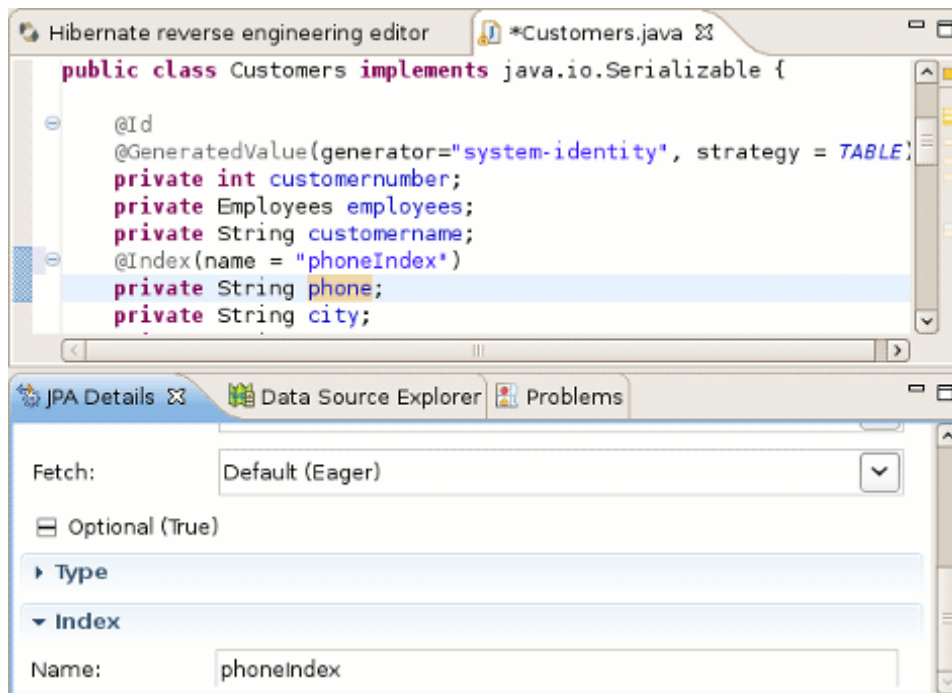 Hibernate reverse engineering editor *Customers.java
public class Customers implements java.io.Serializable {
@Id
@GeneratedValue(generator="system-identity", strategy = TABLE)
private int customernumber;
private Employees employees;
private String customername;
@Index(name = "phoneIndex")
private String phone;
private String city;
JPA Details Data Source Explorer Problems
Fetch: Default (Eager)
Optional (True)
Type
Index
Name: phoneIndex